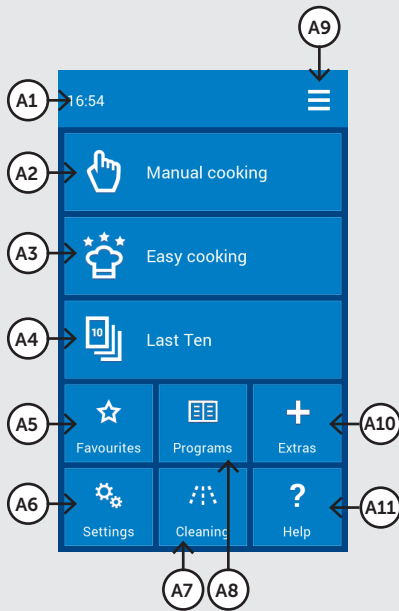 A9
A1
16:54
A2
Manual cooking
A3
Easy cooking
A4
10
Last Ten
A5
Favourites
Programs
Extras
A10
A6
Settings
Cleaning
?
Help
A11
A7
A8